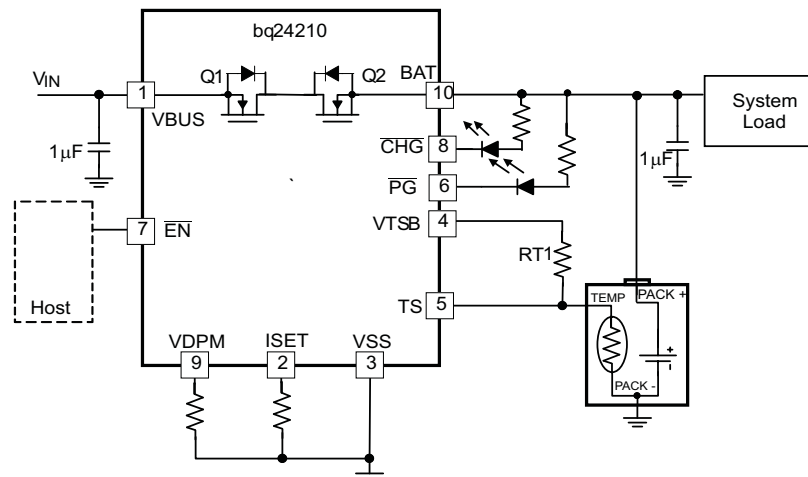 bq24210
Q1
Q2
BAT
VIN
1
10
VBUS
System
Load
1μF
CHG
8
1μF
PG
6
7
EN
VTSB
4
RT1
Host
TS
5
TEMP
PACK +
+
-
VDPM
ISET
VSS
9
2
3
PACK -